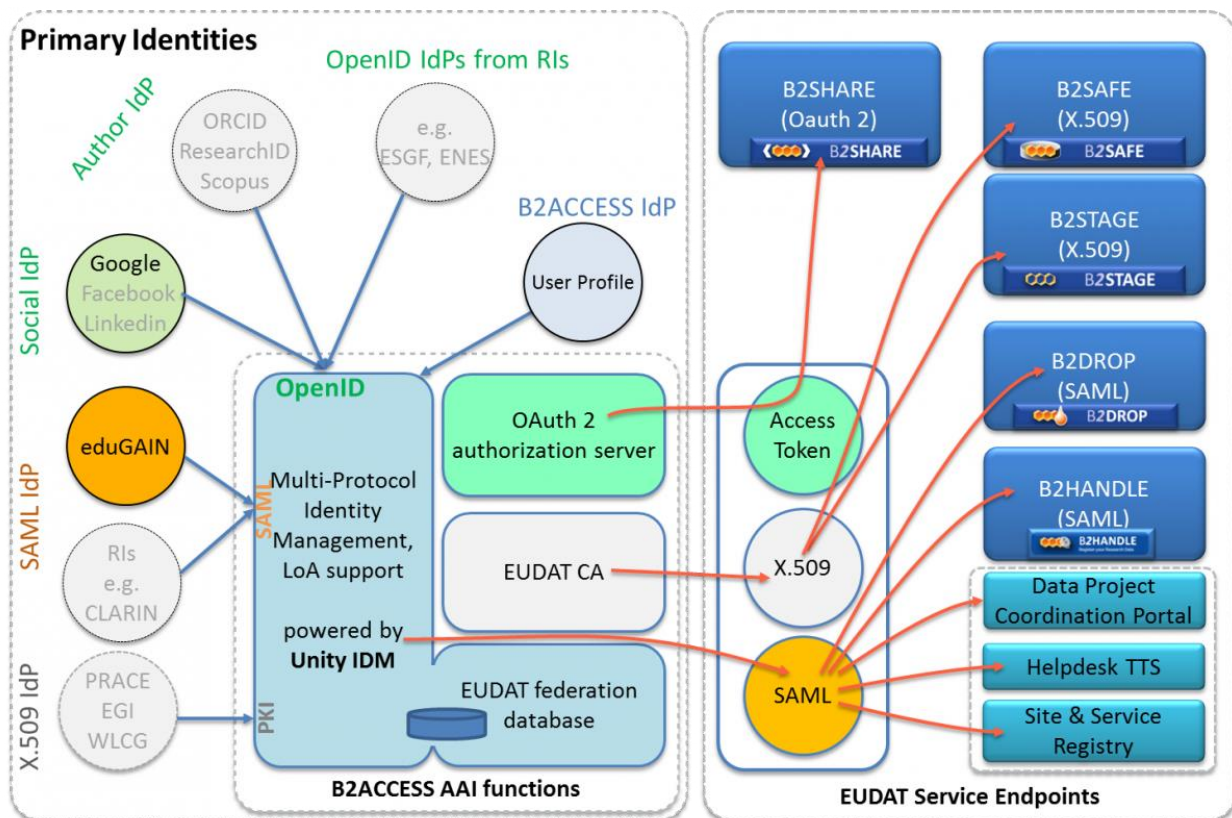 Primary Identities
OpenID IdPs from RIs
Author IdP
ORCID
ResearchID
Scopus
e.g.
ESGF, ENES
B2ACCESS IdP
Social IdP
Google
Facebook
Linkedin
User Profile
OpenID
SAML IdP
eduGAIN
SAML
Multi-Protocol
Identity
Management,
LoA support
powered by
Unity IDM
OAuth 2
authorization server
RIs
e.g.
CLARIN
EUDAT CA
X.509 IdP
PRACE
EGI
WLCG
PKI
EUDAT federation
database
B2ACCESS AAI functions
B2SHARE
(Oauth 2)
B2SHARE
B2SAFE
(X.509)
B2SAFE
B2STAGE
(X.509)
B2STAGE
Access
Token
B2DROP
(SAML)
B2DROP
X.509
B2HANDLE
(SAML)
B2HANDLE
Register your Research Data
SAML
Data Project
Coordination Portal
Helpdesk TTS
Site & Service
Registry
EUDAT Service Endpoints